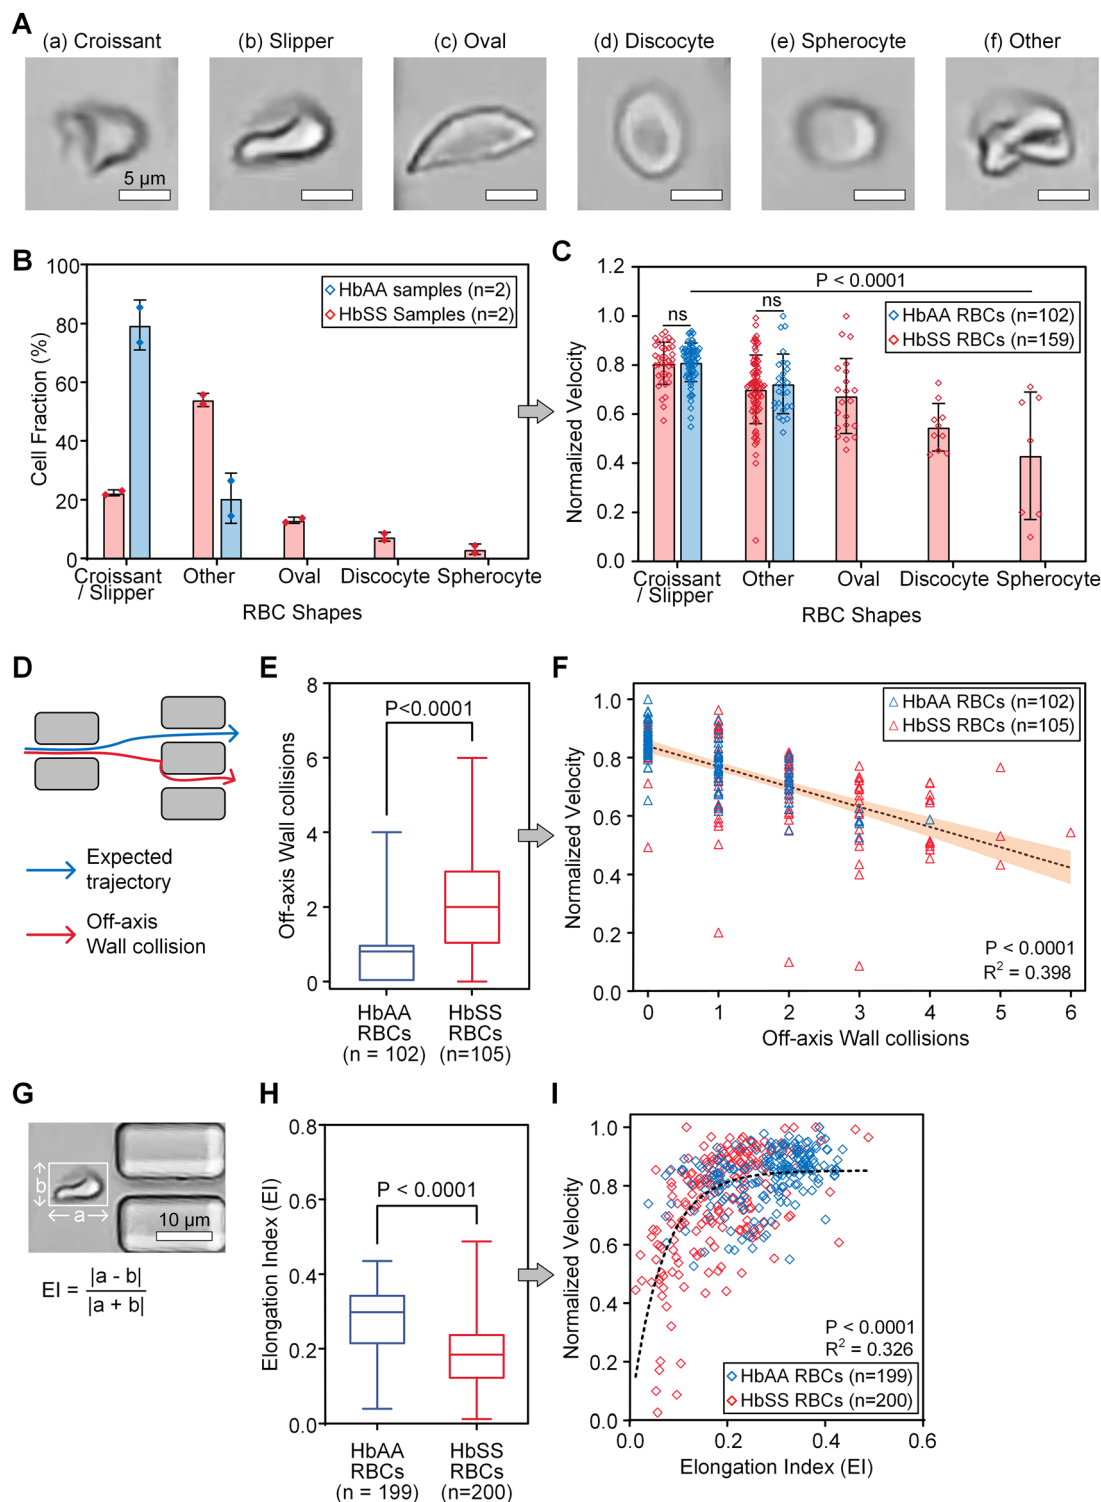 A
(a) Croissant
(b) Slipper
(c) Oval
(d) Discocyte
(e) Spherocyte
(f) Other
5 µm
B
100
80
60
40
20
0
Cell Fraction (%)
HbAA samples (n=2)
HbSS Samples (n=2)
Croissant
/ Slipper
Other
Oval
Discocyte
Spherocyte
RBC Shapes
C
1.2
1.0
0.8
0.6
0.4
0.2
0.0
Normalized Velocity
P < 0.0001
ns
ns
HbAA RBCs (n=102)
HbSS RBCs (n=159)
Croissant
/ Slipper
Other
Oval
Discocyte
Spherocyte
RBC Shapes
D
Expected
trajectory
Off-axis
Wall collision
E
8
6
4
2
0
Off-axis Wall collisions
P<0.0001
HbAA
RBCs
(n = 102)
HbSS
RBCs
(n=105)
F
1.0
0.8
0.6
0.4
0.2
0.0
Normalized Velocity
HbAA RBCs (n=102)
HbSS RBCs (n=105)
P < 0.0001
R² = 0.398
0 1 2 3 4 5 6
Off-axis Wall collisions
G
b
a
10 µm
EI = |a - b|
|a + b|
H
0.8
0.6
0.4
0.2
0.0
Elongation Index (EI)
P < 0.0001
HbAA
RBCs
(n = 199)
HbSS
RBCs
(n=200)
I
1.0
0.8
0.6
0.4
0.2
0.0
Normalized Velocity
P < 0.0001
R² = 0.326
HbAA RBCs (n=199)
HbSS RBCs (n=200)
0.0 0.2 0.4 0.6
Elongation Index (EI)